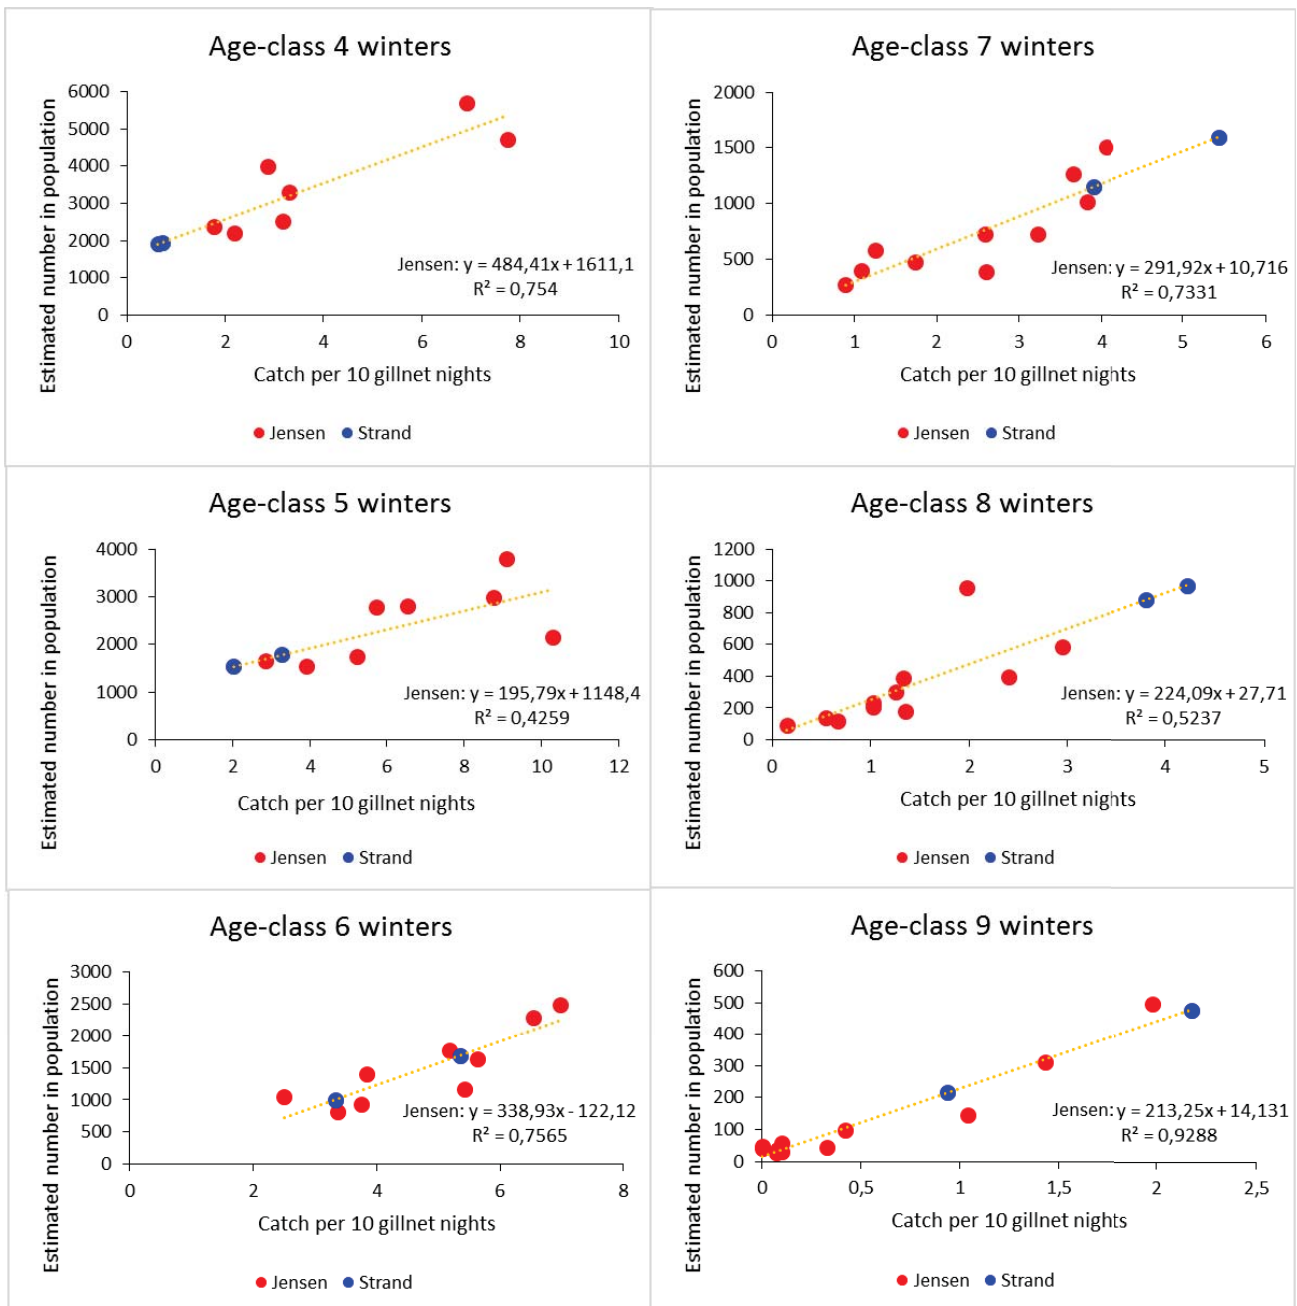 Age-class 4 winters
Estimated number in population
6000
5000
4000
3000
2000
1000
0
Jensen: y = 484,41x + 1611,1
R² = 0,754
0 2 4 6 8 10
Catch per 10 gillnet nights
Jensen Strand
Age-class 7 winters
Estimated number in population
2000
1500
1000
500
0
Jensen: y = 291,92x + 10,716
R² = 0,7331
0 1 2 3 4 5 6
Catch per 10 gillnet nights
Jensen Strand
Age-class 5 winters
Estimated number in population
4000
3000
2000
1000
0
Jensen: y = 195,79x + 1148,4
R² = 0,4259
0 2 4 6 8 10 12
Catch per 10 gillnet nights
Jensen Strand
Age-class 8 winters
Estimated number in population
1200
1000
800
600
400
200
0
Jensen: y = 224,09x + 27,71
R² = 0,5237
0 1 2 3 4 5
Catch per 10 gillnet nights
Jensen Strand
Age-class 6 winters
Estimated number in population
3000
2500
2000
1500
1000
500
0
Jensen: y = 338,93x - 122,12
R² = 0,7565
0 2 4 6 8
Catch per 10 gillnet nights
Jensen Strand
Age-class 9 winters
Estimated number in population
600
500
400
300
200
100
0
Jensen: y = 213,25x + 14,131
R² = 0,9288
0 0,5 1 1,5 2 2,5
Catch per 10 gillnet nights
Jensen Strand